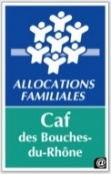 ALLOCATIONS
FAMILIALES
Caf
des Bouches-
du-Rhône
@